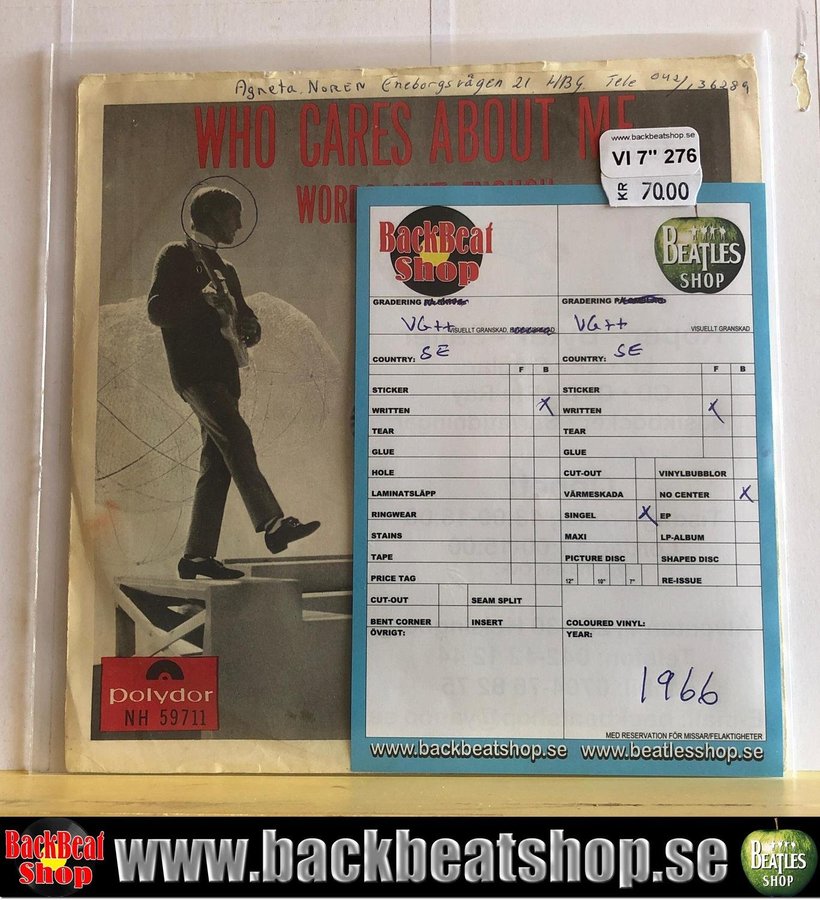 Agneta Norén Eneborgsvägen 21 HBG Tele 042/136289
WHO CARES ABOUT ME
www.backbeatshop.se
VI 7" 276
KR 70.00
BackBeat Shop
BEATLES SHOP
GRADERING
GRADERING
VG++ VISUELLT GRANSKAD,
VG++ VISUELLT GRANSKAD
COUNTRY: SE
COUNTRY: SE
F B
F B
STICKER
STICKER
WRITTEN X
WRITTEN X
TEAR
TEAR
GLUE
GLUE
HOLE
CUT-OUT VINYLBUBBLOR
LAMINATSLÄPP
VÄRMESKADA NO CENTER X
RINGWEAR
SINGEL X EP
STAINS
MAXI LP-ALBUM
TAPE
PICTURE DISC SHAPED DISC
PRICE TAG
12" 10" 7" RE-ISSUE
CUT-OUT SEAM SPLIT
BENT CORNER INSERT
COLOURED VINYL:
ÖVRIGT:
YEAR:
1966
MED RESERVATION FÖR MISSAR/FELAKTIGHETER
www.backbeatshop.se www.beatlesshop.se
polydor
NH 59711
BackBeat Shop
www.backbeatshop.se
BEATLES SHOP